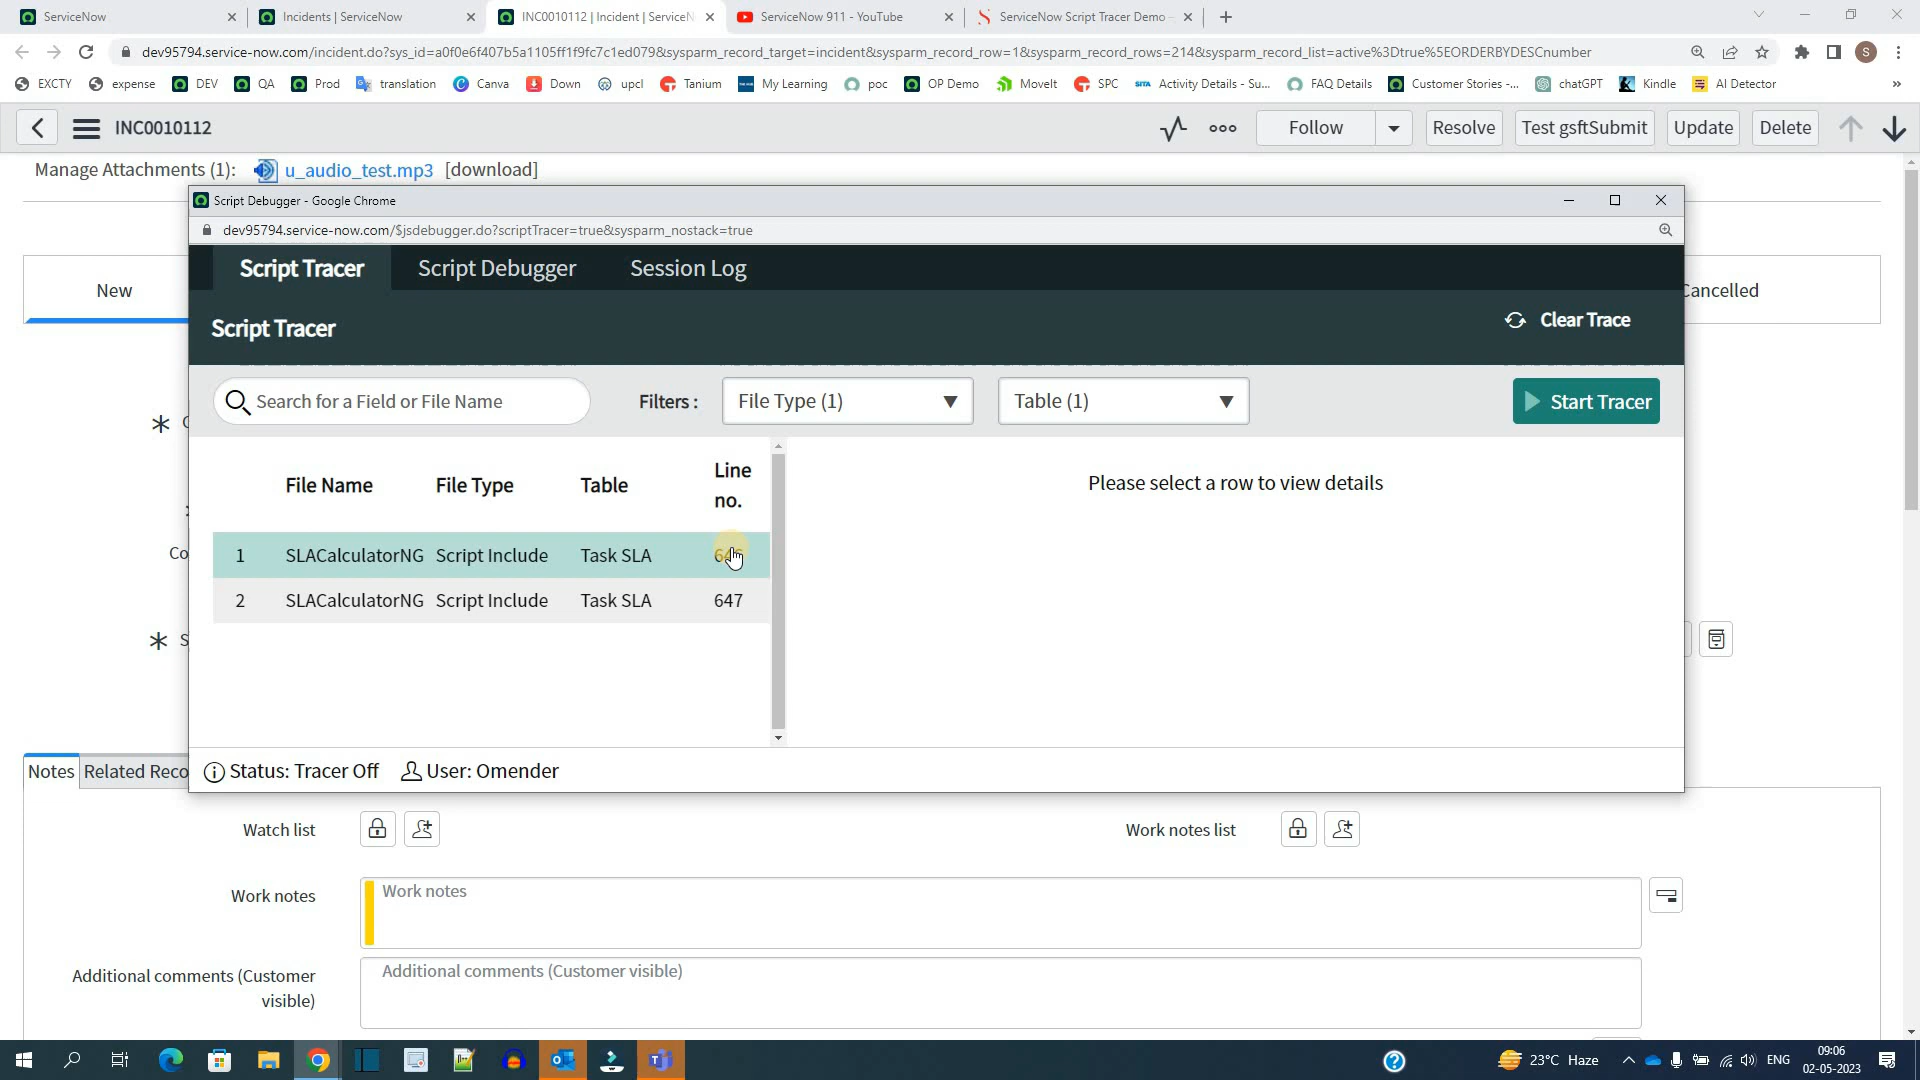 ServiceNow
Incidents | ServiceNow
INC0010112 | Incident | ServiceN
ServiceNow 911 - YouTube
ServiceNow Script Tracer Demo -
dev95794.service-now.com/incident.do?sys_id=a0f0e6f407b5a1105ff1f9fc7c1ed079&sysparm_record_target=incident&sysparm_record_row=1&sysparm_record_rows=214&sysparm_record_list=active%3Dtrue%5EORDERBYDESCnumber
S
EXCTY
expense
DEV
QA
Prod
translation
Canva
Down
upcl
Tanium
My Learning
poc
OP Demo
MoveIt
SPC
SITA
Activity Details - Su...
FAQ Details
Customer Stories -...
chatGPT
Kindle
AI Detector
»
INC0010112
Follow
Resolve
Test gsftSubmit
Update
Delete
Manage Attachments (1): u_audio_test.mp3 [download]
Script Debugger - Google Chrome
dev95794.service-now.com/$jsdebugger.do?scriptTracer=true&sysparm_nostack=true
Script Tracer
Script Debugger
Session Log
New
Cancelled
Script Tracer
Clear Trace
Search for a Field or File Name
Filters :
File Type (1)
Table (1)
Start Tracer
File Name
File Type
Table
Line
no.
Please select a row to view details
Co
1 SLACalculatorNG Script Include Task SLA
2 SLACalculatorNG Script Include Task SLA 647
Status: Tracer Off
User: Omender
Notes
Related Reco
Watch list
Work notes list
Work notes
Work notes
Additional comments (Customer
visible)
Additional comments (Customer visible)
23°C Haze
ENG
09:06
02-05-2023